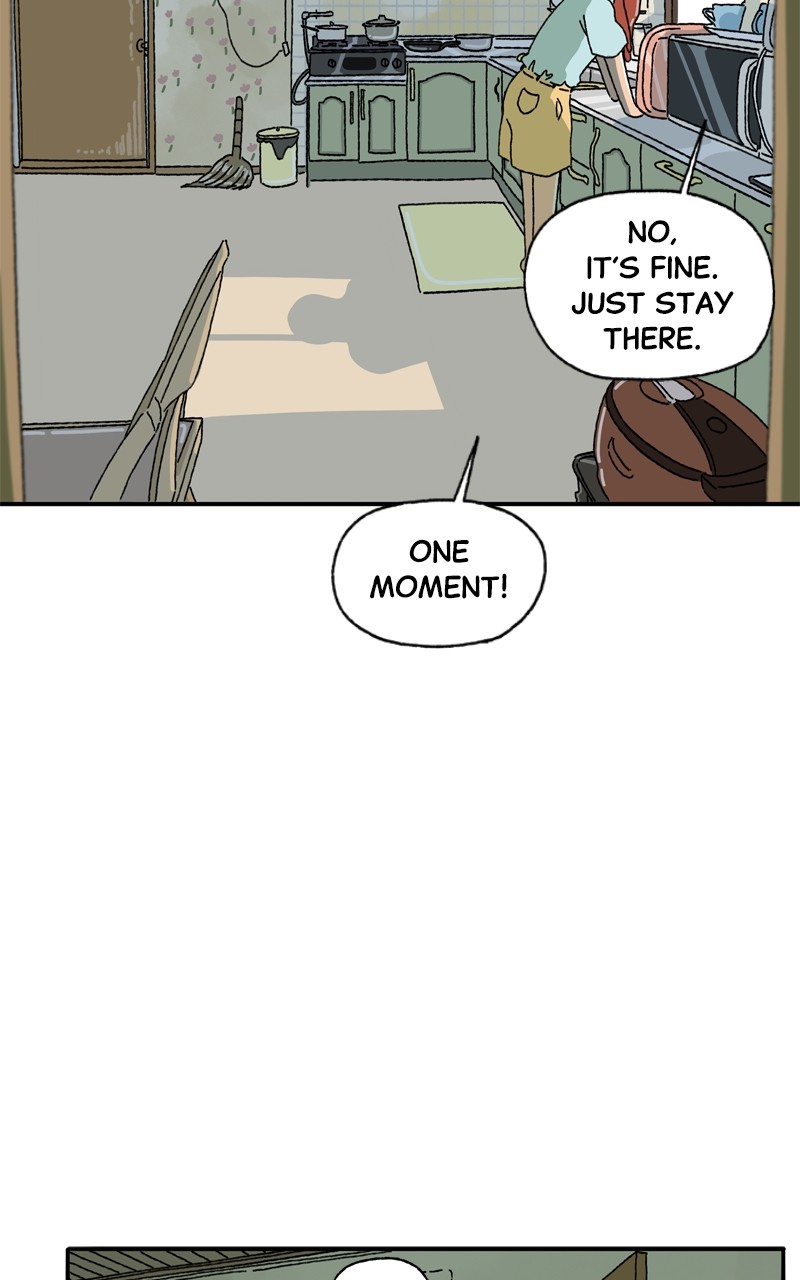 NO,
IT'S FINE.
JUST STAY
THERE.
ONE
MOMENT!